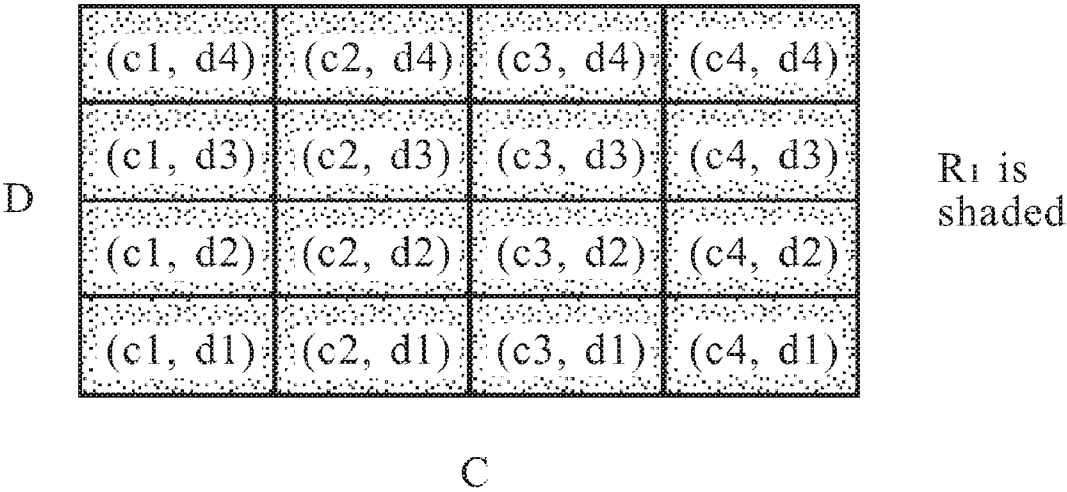 (c1, d4) (c2, d4) (c3, d4) (c4, d4)
(c1, d3) (c2, d3) (c3, d3) (c4, d3)
(c1, d2) (c2, d2) (c3, d2) (c4, d2)
(c1, d1) (c2, d1) (c3, d1) (c4, d1)
D
C
R1 is
shaded